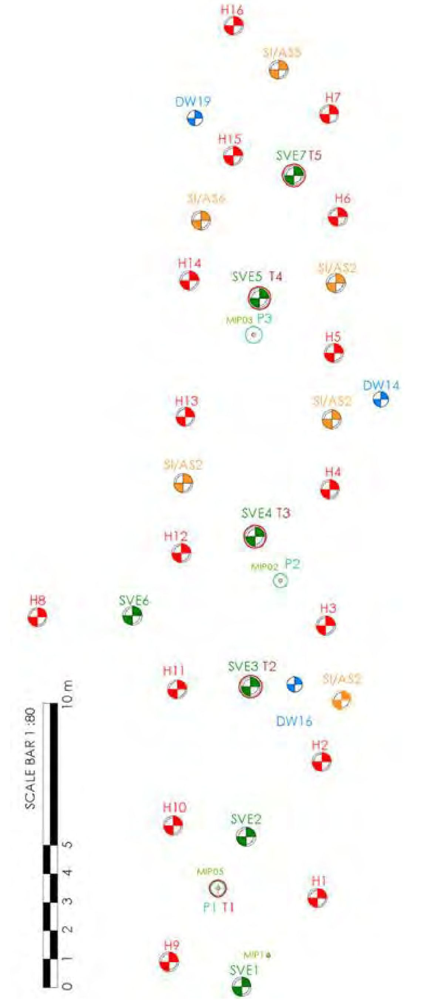 H16
SI/AS5
DW19
H7
H15
SVE7 T5
SI/AS6
H6
H14
SI/AS2
SVE5 T4
MIP03 P3
H5
DW14
H13
SI/AS2
SI/AS2
H4
SVE4 T3
H12
MIP02 P2
H8
SVE6
H3
SVE3 T2
H11
SI/AS2
DW16
SCALE BAR 1 :80
10 m
H2
H10
SVE2
5
4
MIP05
H1
3
P1 T1
2
H9
1
MIP1
SVE1
0